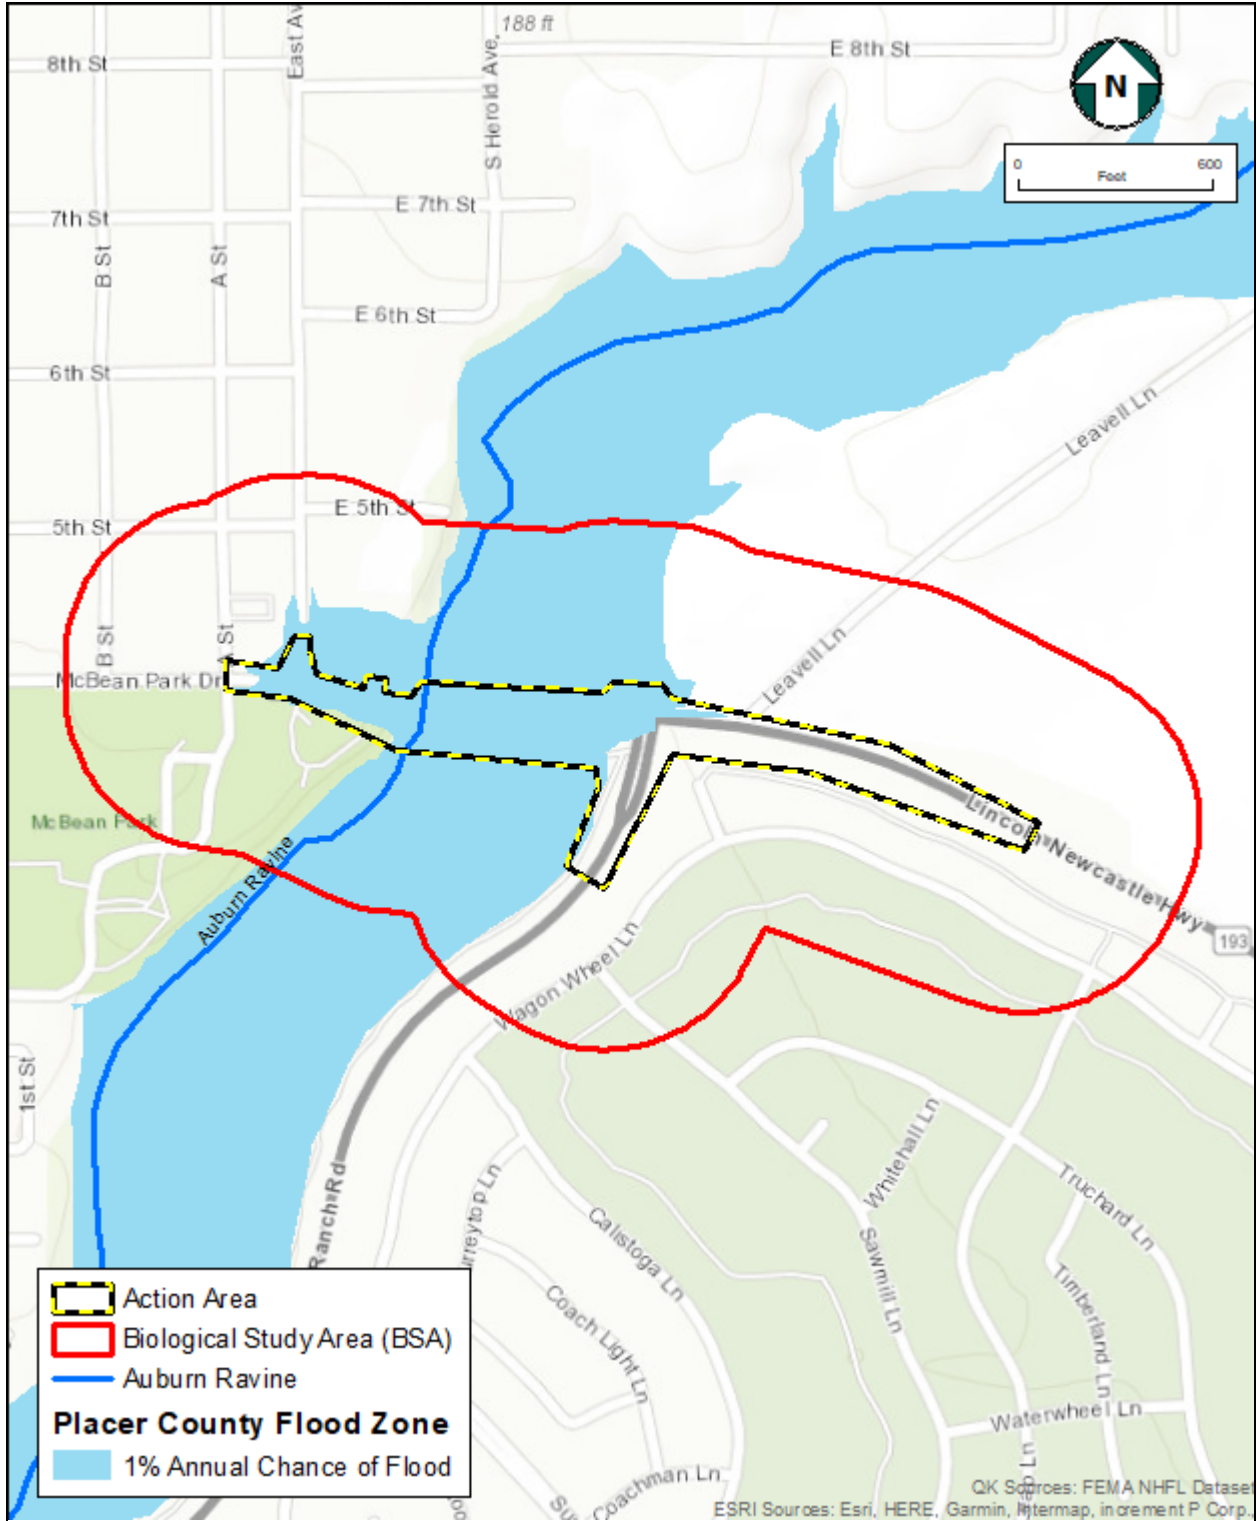 188 ft
8th St
East Av
E 8th St
N
S Herold Ave
0 600
Feet
7th St
B St
A St
E 7th St
E 6th St
6th St
Leavell Ln
5th St
E 5th St
B St
A St
Leavell Ln
McBean Park Dr
McBean Park
Auburn Ravine
Lincoln Newcastle Hwy
193
Wagon Wheel Ln
1st St
Ranch Rd
urreytop Ln
Calistoga Ln
Coach Light Ln
Whitehall Ln
Sawmill Ln
Truchard Ln
Timberland Ln
Waterwheel Ln
Coachman Ln
Action Area
Biological Study Area (BSA)
Auburn Ravine
Placer County Flood Zone
1% Annual Chance of Flood
QK Sources: FEMA NHFL Dataset
ESRI Sources: Esri, HERE, Garmin, Intermap, increment P Corp.